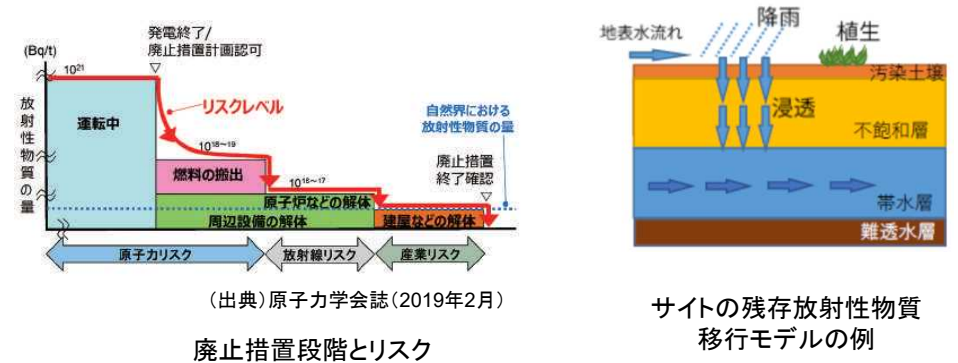 発電終了/
廃止措置計画認可
(Bq/t)
10²¹
放射性物質の量
運転中
リスクレベル
自然界における
放射性物質の量
10¹⁸~¹⁹
廃止措置
終了確認
燃料の搬出
10¹⁶~¹⁷
原子炉などの解体
周辺設備の解体
建屋などの解体
原子力リスク
放射線リスク
産業リスク
(出典)原子力学会誌(2019年2月)
廃止措置段階とリスク
降雨
植生
地表水流れ
汚染土壌
浸透
不飽和層
帯水層
難透水層
サイトの残存放射性物質
移行モデルの例